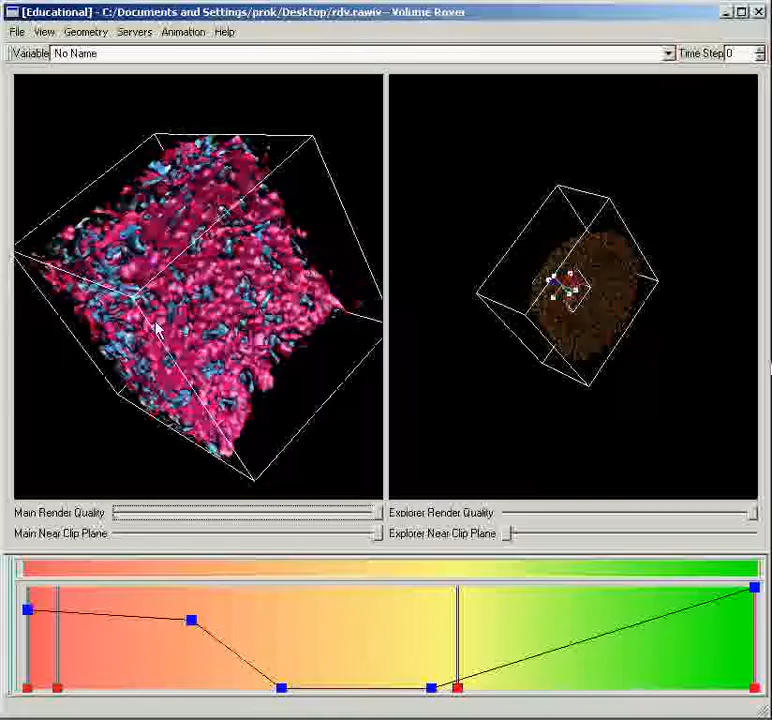 [Educational] - C:/Documents and Settings/prok/Desktop/rdv.rawiv - Volume Rover
File View Geometry Servers Animation Help
Variable No Name Time Step 0
Main Render Quality Explorer Render Quality
Main Near Clip Plane Explorer Near Clip Plane